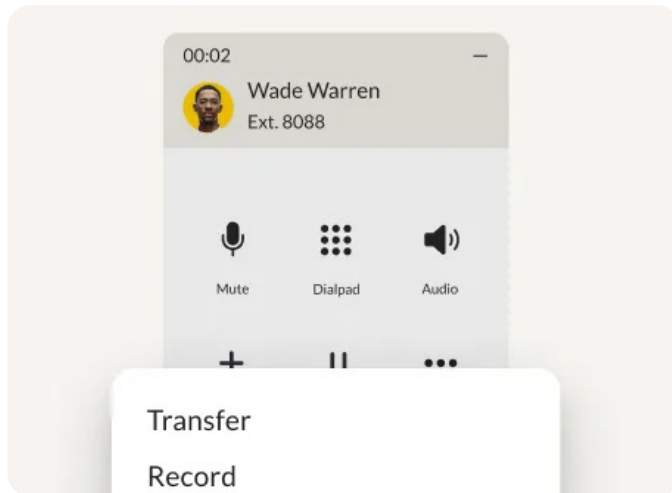 00:02
Wade Warren
Ext. 8088
Mute Dialpad Audio
Transfer
Record